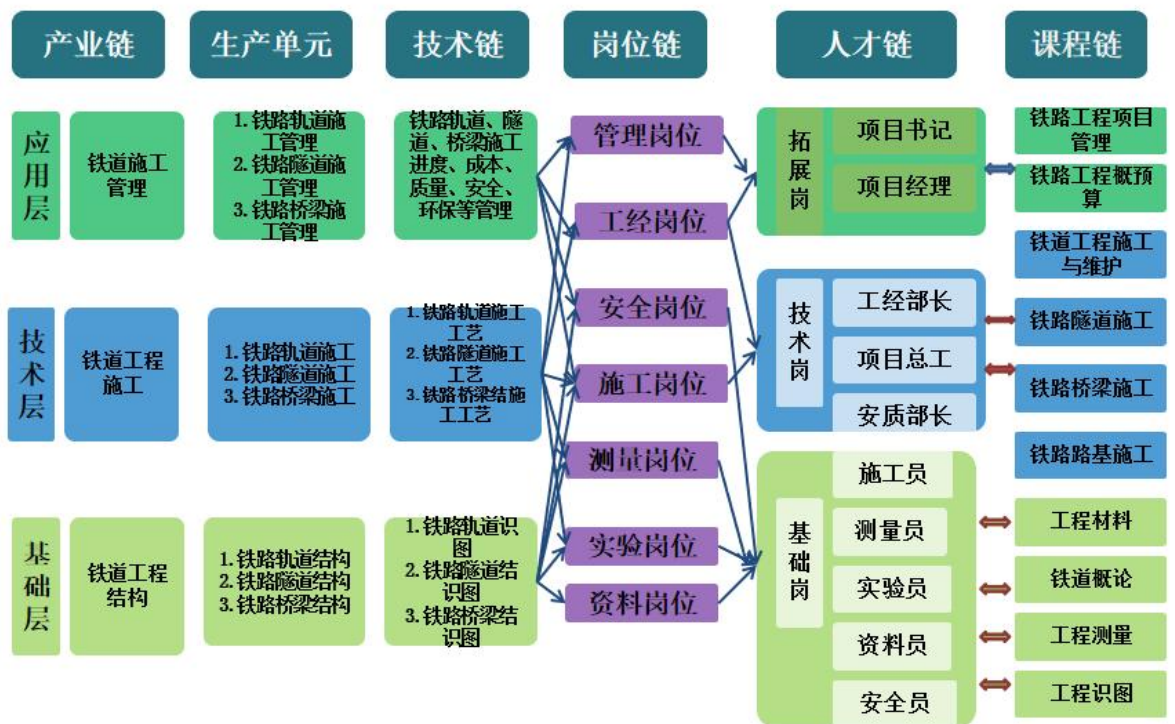 产业链
生产单元
技术链
岗位链
人才链
课程链
应用层
铁道施工
管理
1.铁路轨道施
工管理
2.铁路隧道施
工管理
3.铁路桥梁施
工管理
铁路轨道、隧
道、桥梁施工
进度、成本、
质量、安全、
环保等管理
技术层
铁道工程
施工
1.铁路轨道施工
2.铁路隧道施工
3.铁路桥梁施工
1.铁路轨道施工
工艺
2.铁路隧道施工
工艺
3.铁路桥梁结施
工工艺
基础层
铁道工程
结构
1.铁路轨道结构
2.铁路隧道结构
3.铁路桥梁结构
1.铁路轨道识
图
2.铁路隧道结
识图
3.铁路桥梁结
识图
管理岗位
工经岗位
安全岗位
施工岗位
测量岗位
实验岗位
资料岗位
拓展岗
项目书记
项目经理
技术岗
工经部长
项目总工
安质部长
基础岗
施工员
测量员
实验员
资料员
安全员
铁路工程项目
管理
铁路工程概预
算
铁道工程施工
与维护
铁路隧道施工
铁路桥梁施工
铁路路基施工
工程材料
铁道概论
工程测量
工程识图